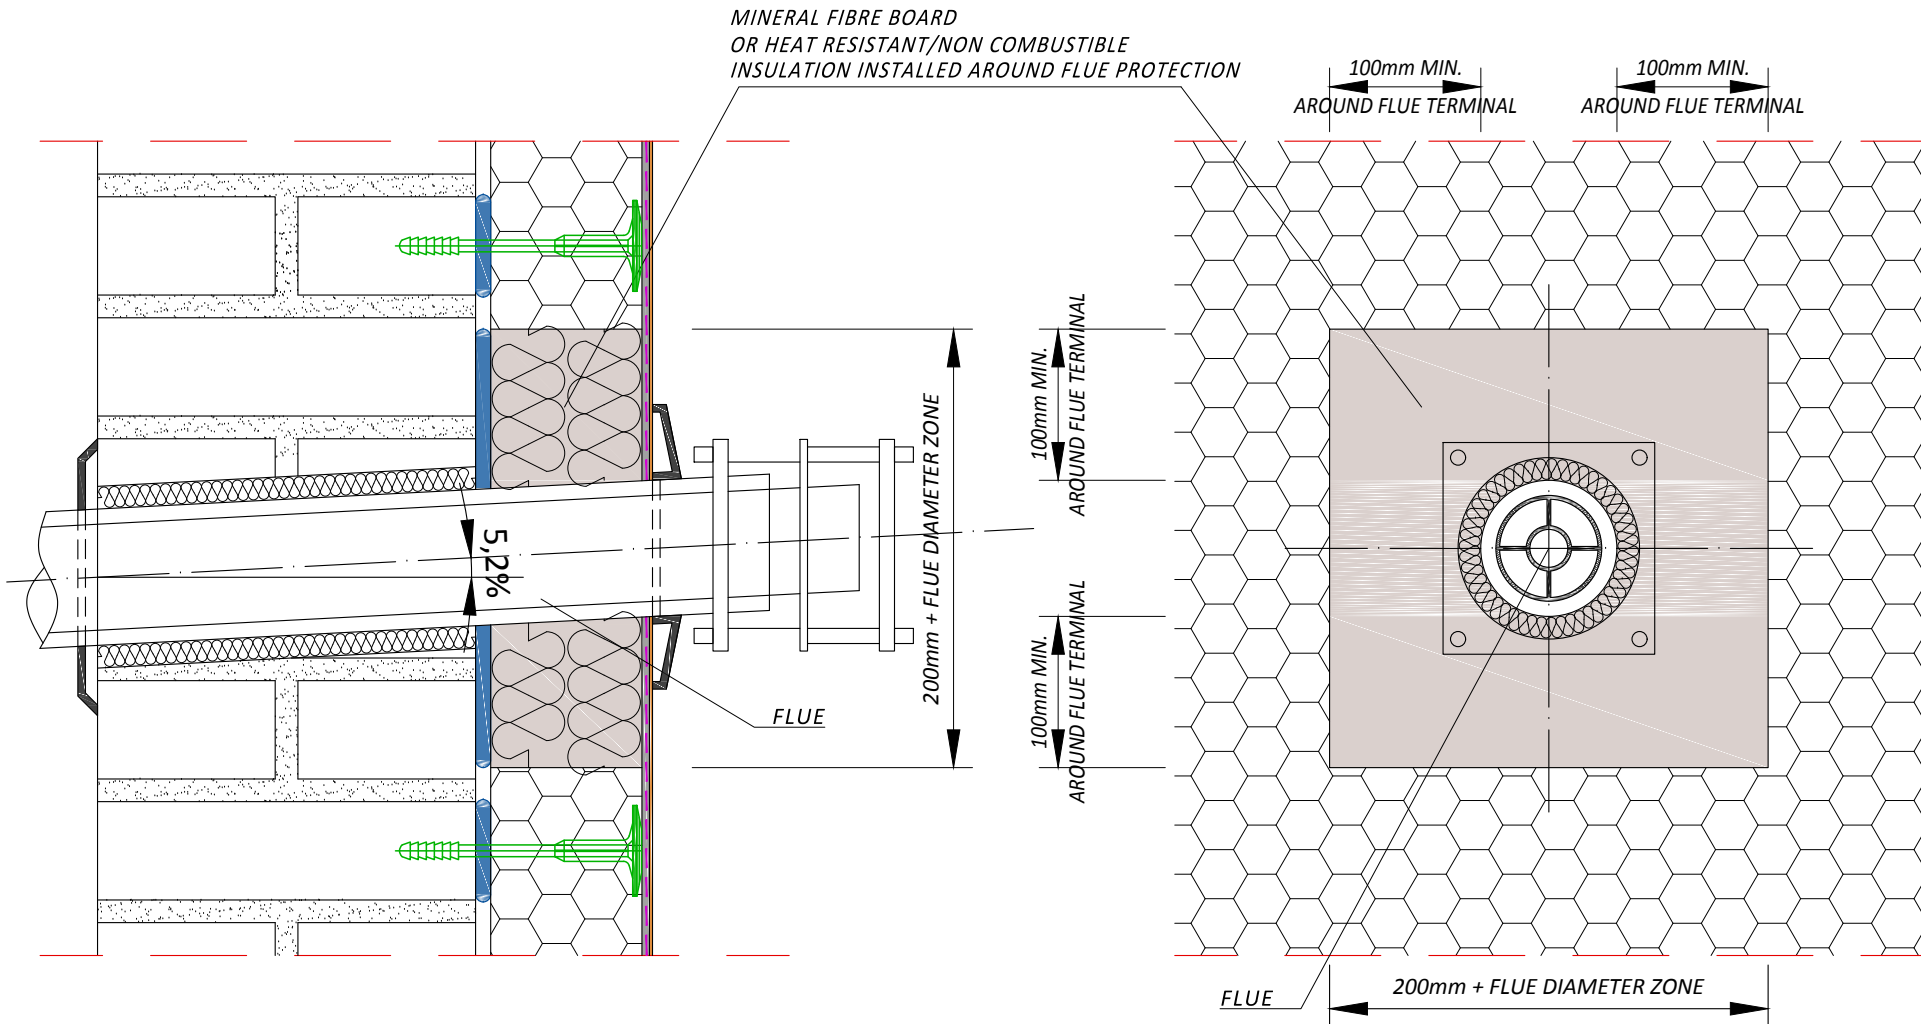 MINERAL FIBRE BOARD
OR HEAT RESISTANT/NON COMBUSTIBLE
INSULATION INSTALLED AROUND FLUE PROTECTION
100mm MIN.
AROUND FLUE TERMINAL
100mm MIN.
AROUND FLUE TERMINAL
5,2%
FLUE
200mm + FLUE DIAMETER ZONE
100mm MIN.
AROUND FLUE TERMINAL
100mm MIN.
AROUND FLUE TERMINAL
FLUE
200mm + FLUE DIAMETER ZONE